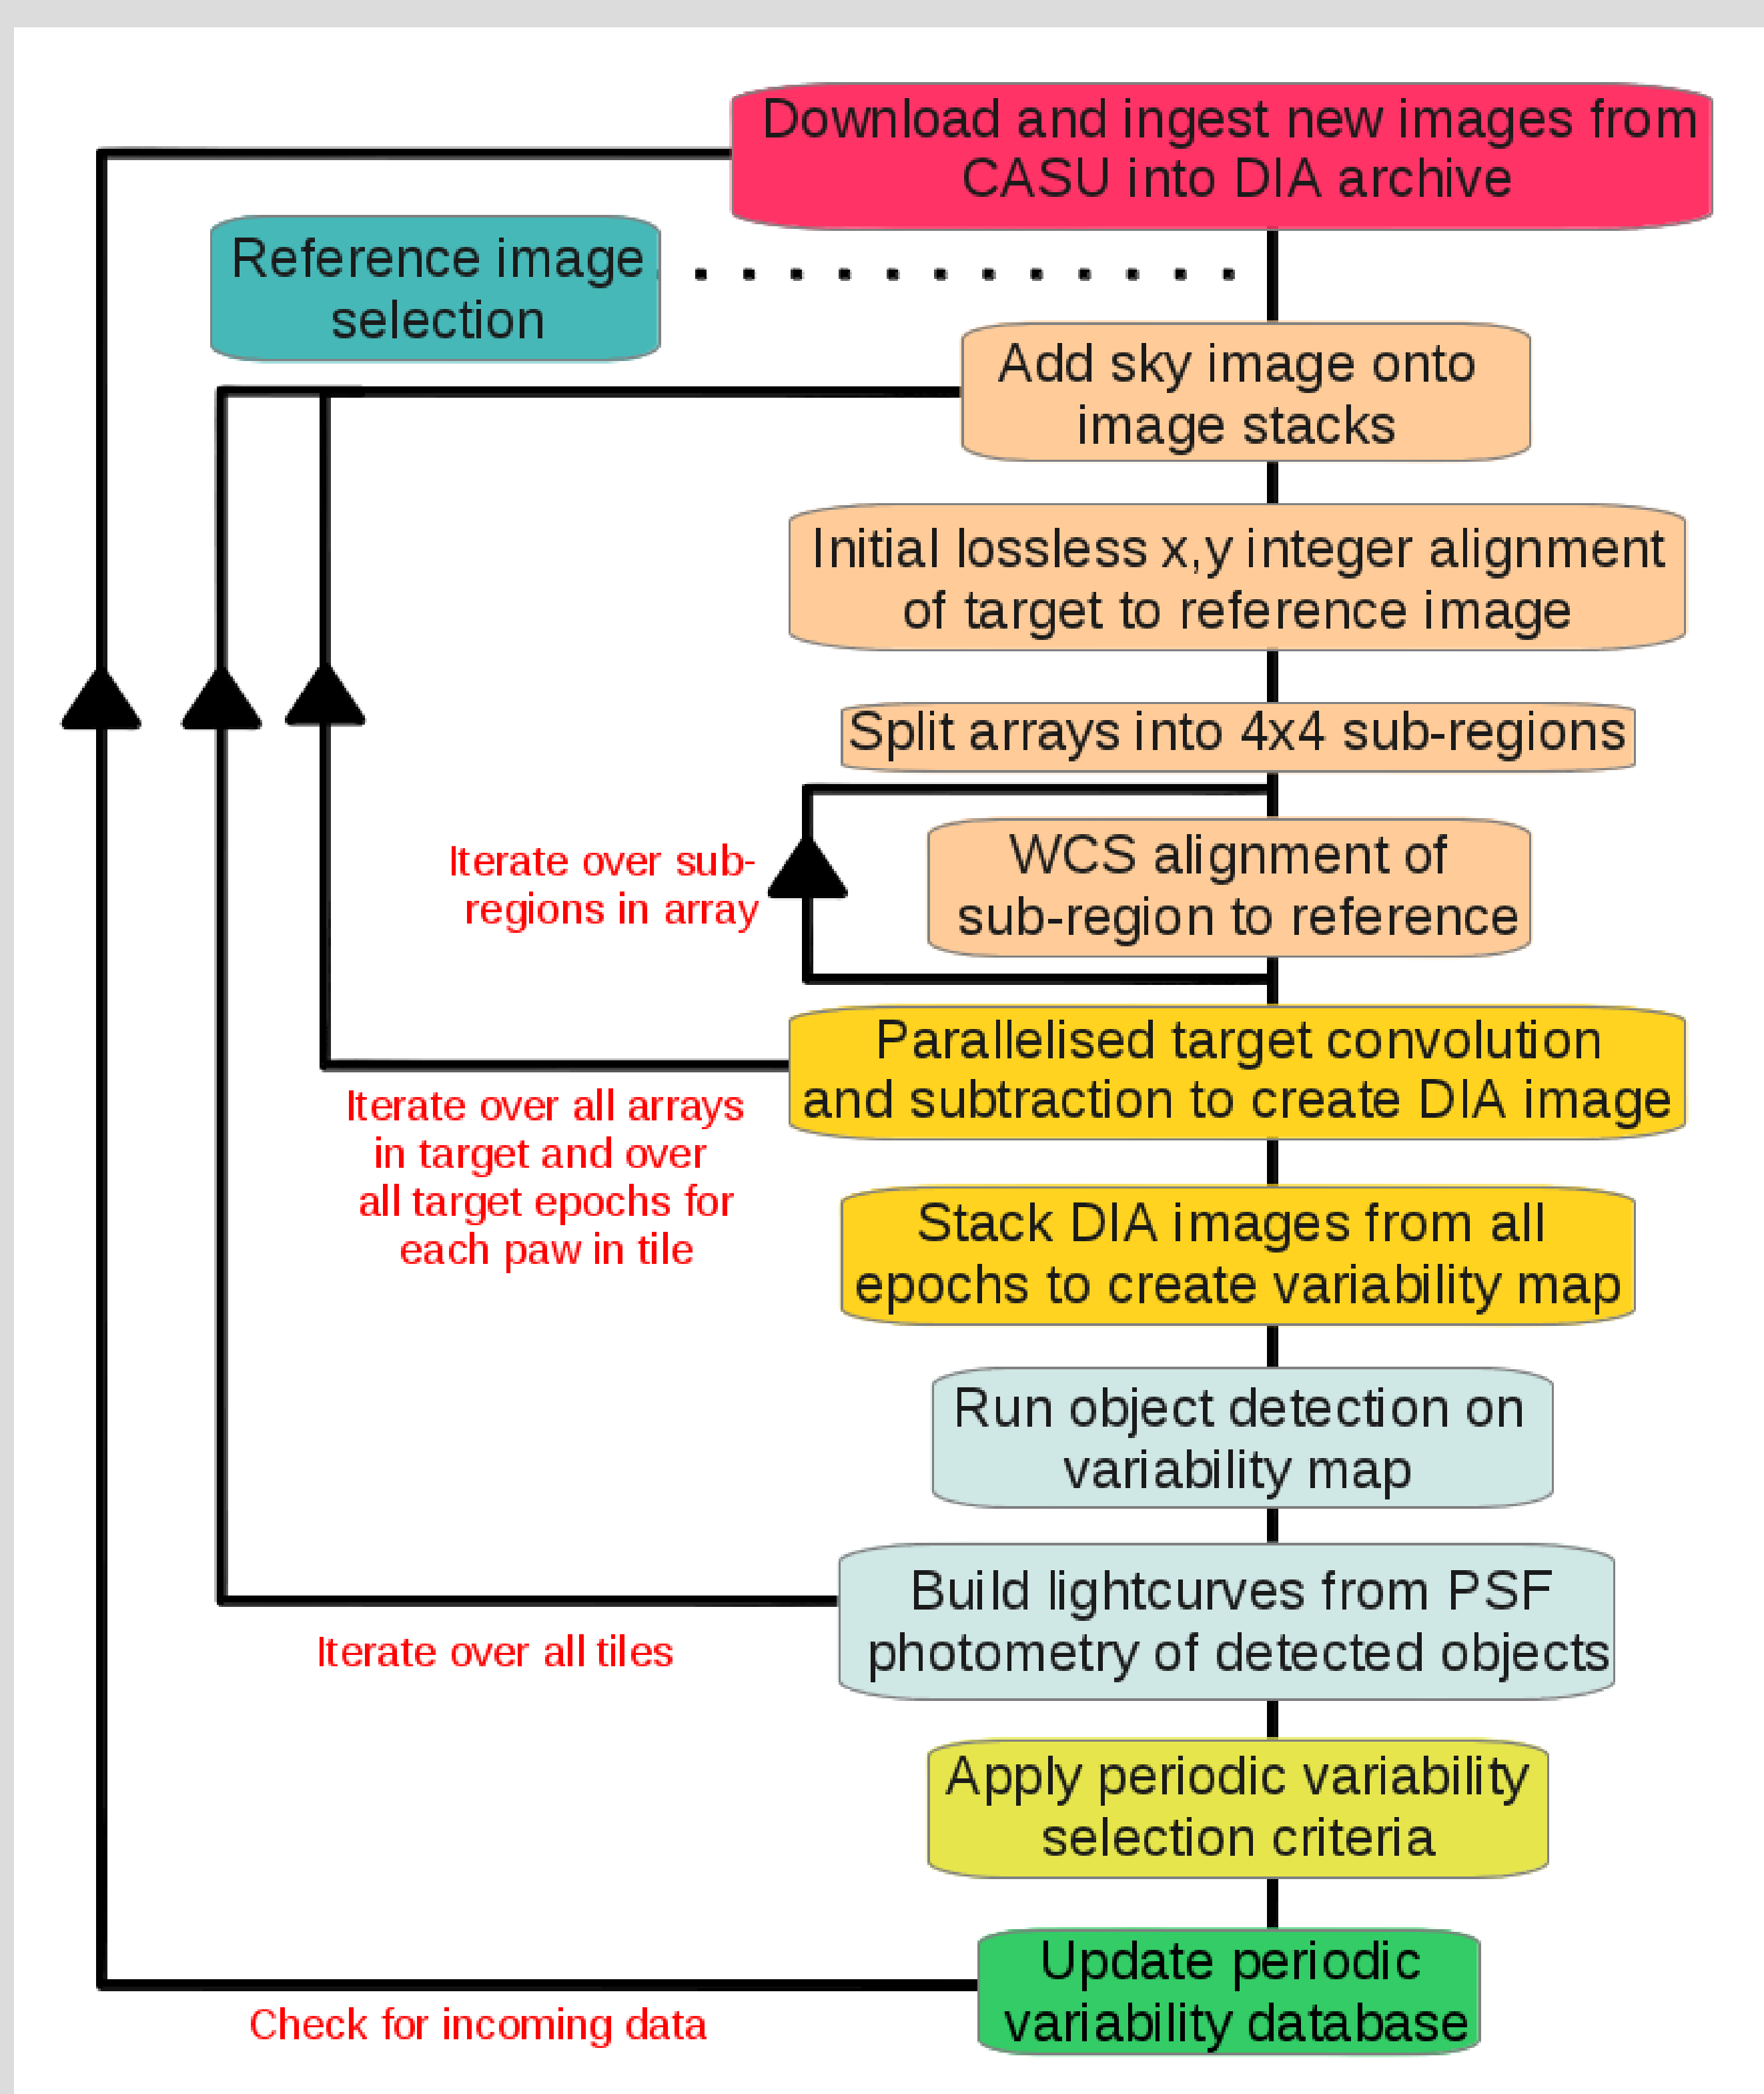 Download and ingest new images from
CASU into DIA archive
Reference image
selection
Add sky image onto
image stacks
Initial lossless x,y integer alignment
of target to reference image
Split arrays into 4x4 sub-regions
Iterate over sub-
regions in array
WCS alignment of
sub-region to reference
Parallelised target convolution
and subtraction to create DIA image
Iterate over all arrays
in target and over
all target epochs for
each paw in tile
Stack DIA images from all
epochs to create variability map
Run object detection on
variability map
Build lightcurves from PSF
photometry of detected objects
Iterate over all tiles
Apply periodic variability
selection criteria
Update periodic
variability database
Check for incoming data